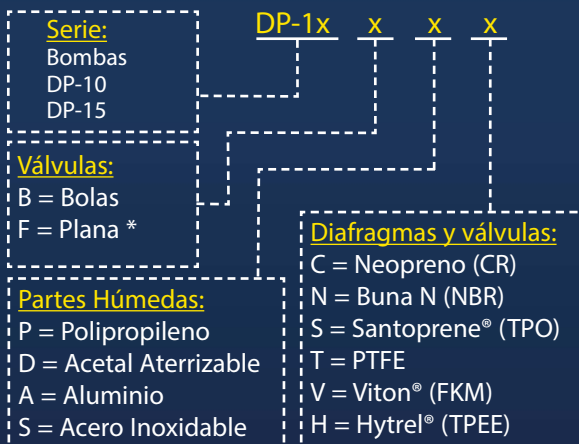 DP-1x x x x
Serie:
Bombas
DP-10
DP-15
Válvulas:
B = Bolas
F = Plana *
Partes Húmedas:
P = Polipropileno
D = Acetal Aterrizable
A = Aluminio
S = Acero Inoxidable
Diafragmas y válvulas:
C = Neopreno (CR)
N = Buna N (NBR)
S = Santoprene® (TPO)
T = PTFE
V = Viton® (FKM)
H = Hytrel® (TPEE)